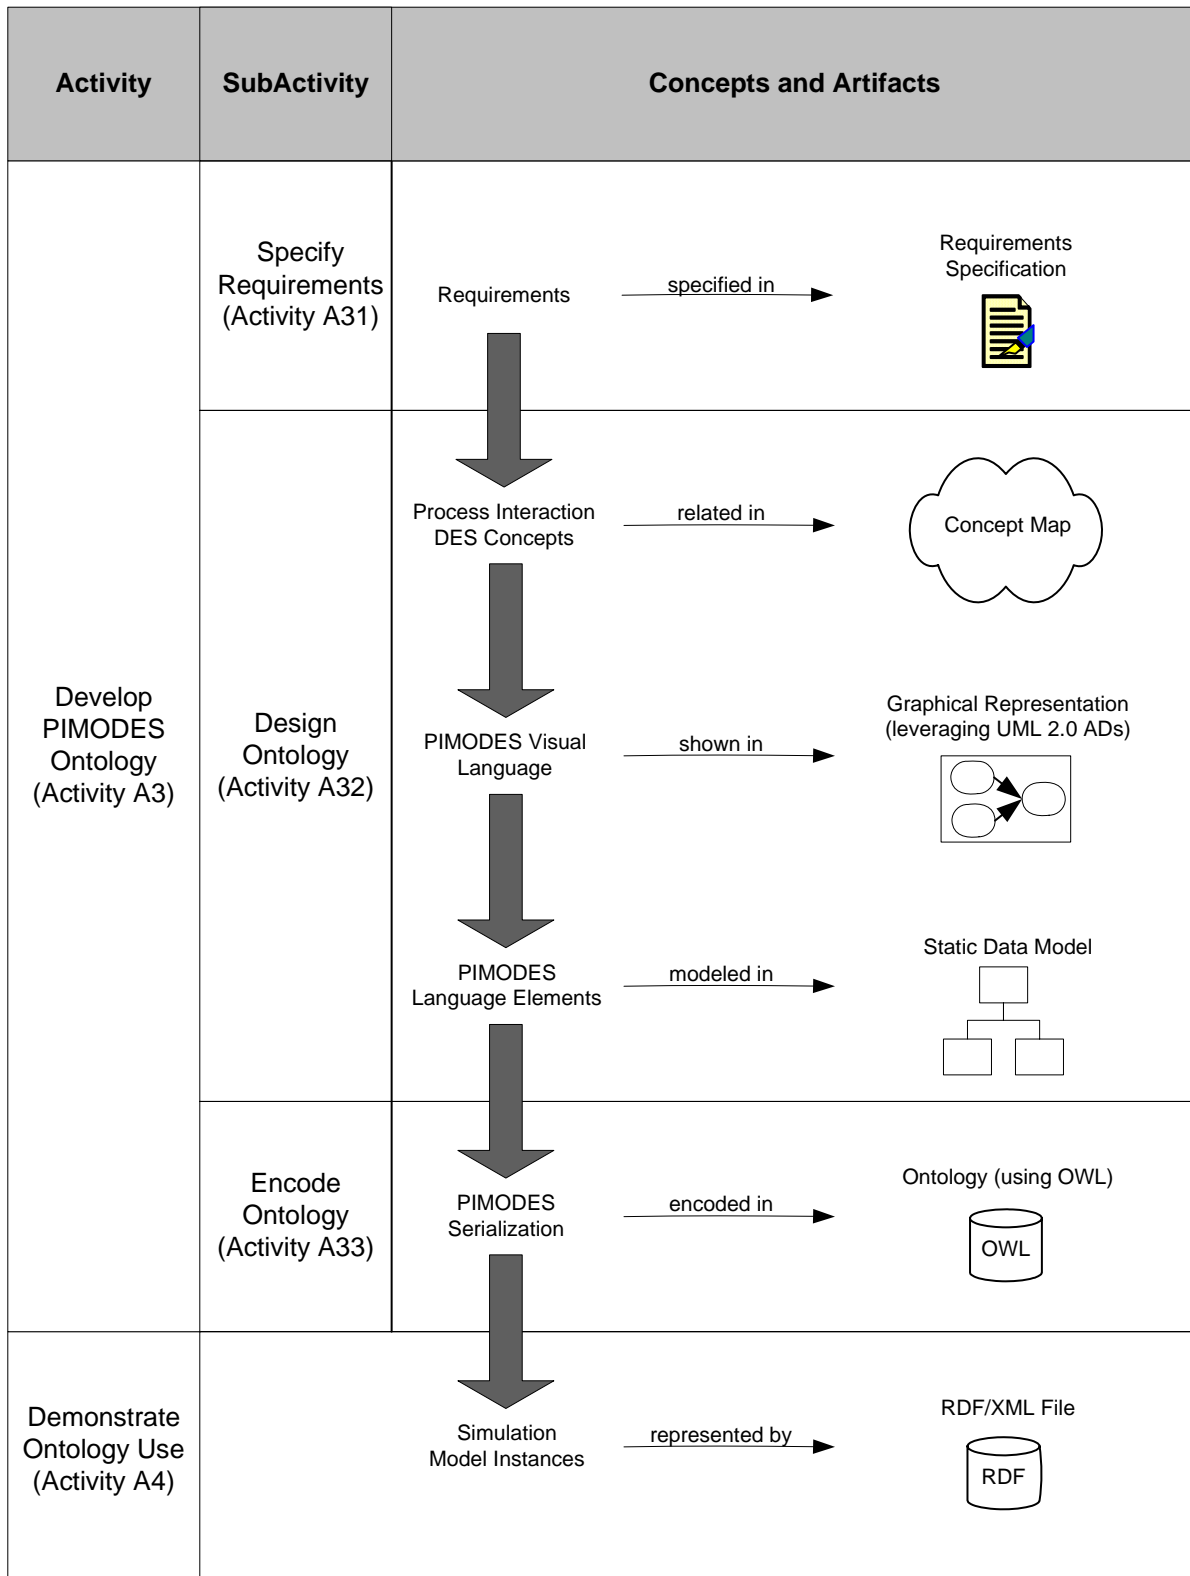 Activity
SubActivity
Concepts and Artifacts
Develop
PIMODES
Ontology
(Activity A3)
Specify
Requirements
(Activity A31)
Requirements
specified in
Requirements
Specification
Design
Ontology
(Activity A32)
Process Interaction
DES Concepts
related in
Concept Map
PIMODES Visual
Language
shown in
Graphical Representation
(leveraging UML 2.0 ADs)
PIMODES
Language Elements
modeled in
Static Data Model
Encode
Ontology
(Activity A33)
PIMODES
Serialization
encoded in
Ontology (using OWL)
OWL
Demonstrate
Ontology Use
(Activity A4)
Simulation
Model Instances
represented by
RDF/XML File
RDF